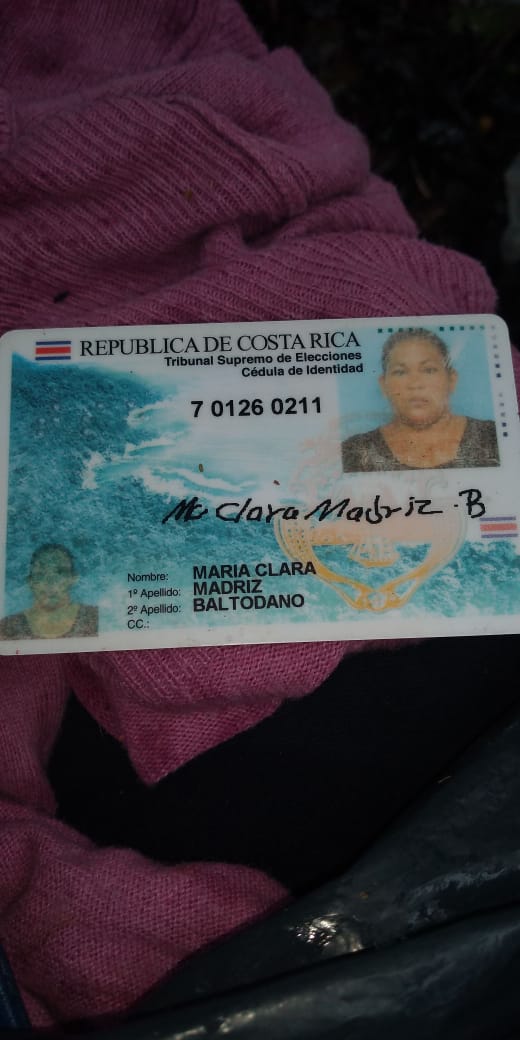 REPUBLICA DE COSTA RICA
Tribunal Supremo de Elecciones
Cédula de Identidad
7 0126 0211
Ma Clara Madriz B
Nombre: MARIA CLARA
1º Apellido: MADRIZ
2º Apellido: BALTODANO
CC.: